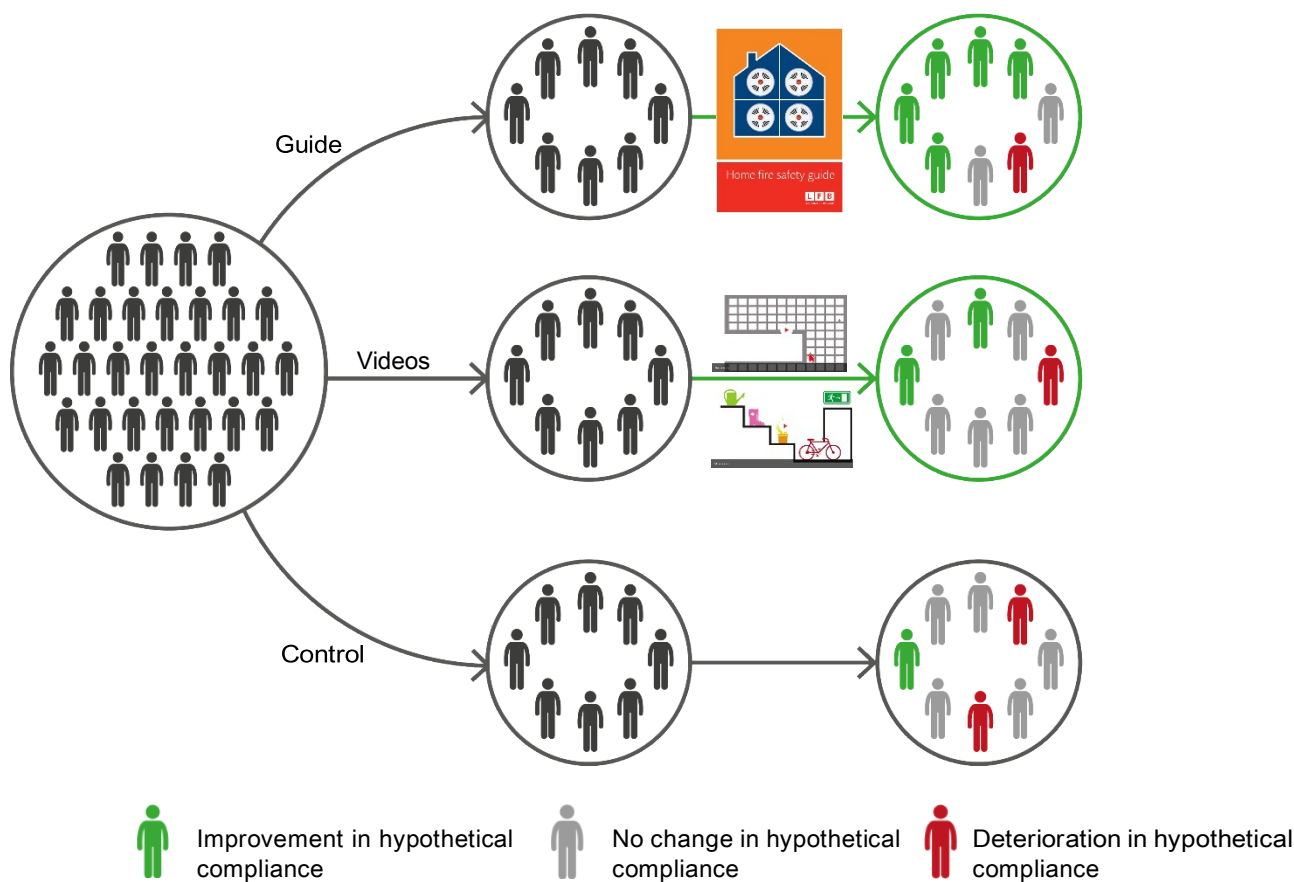 Guide
Home fire safety guide
L F B
Videos
Control
Improvement in hypothetical
compliance
No change in hypothetical
compliance
Deterioration in hypothetical
compliance